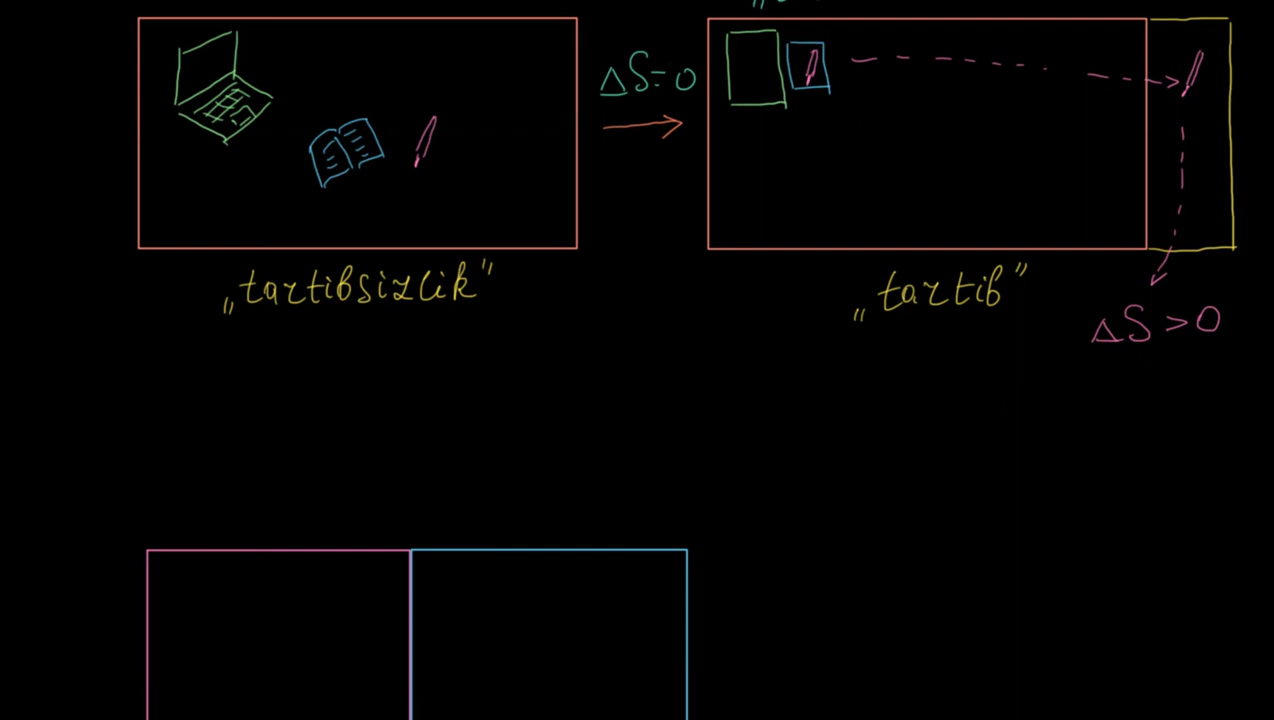 ΔS=0
„tartibsizlik”
„tartib”
ΔS>0